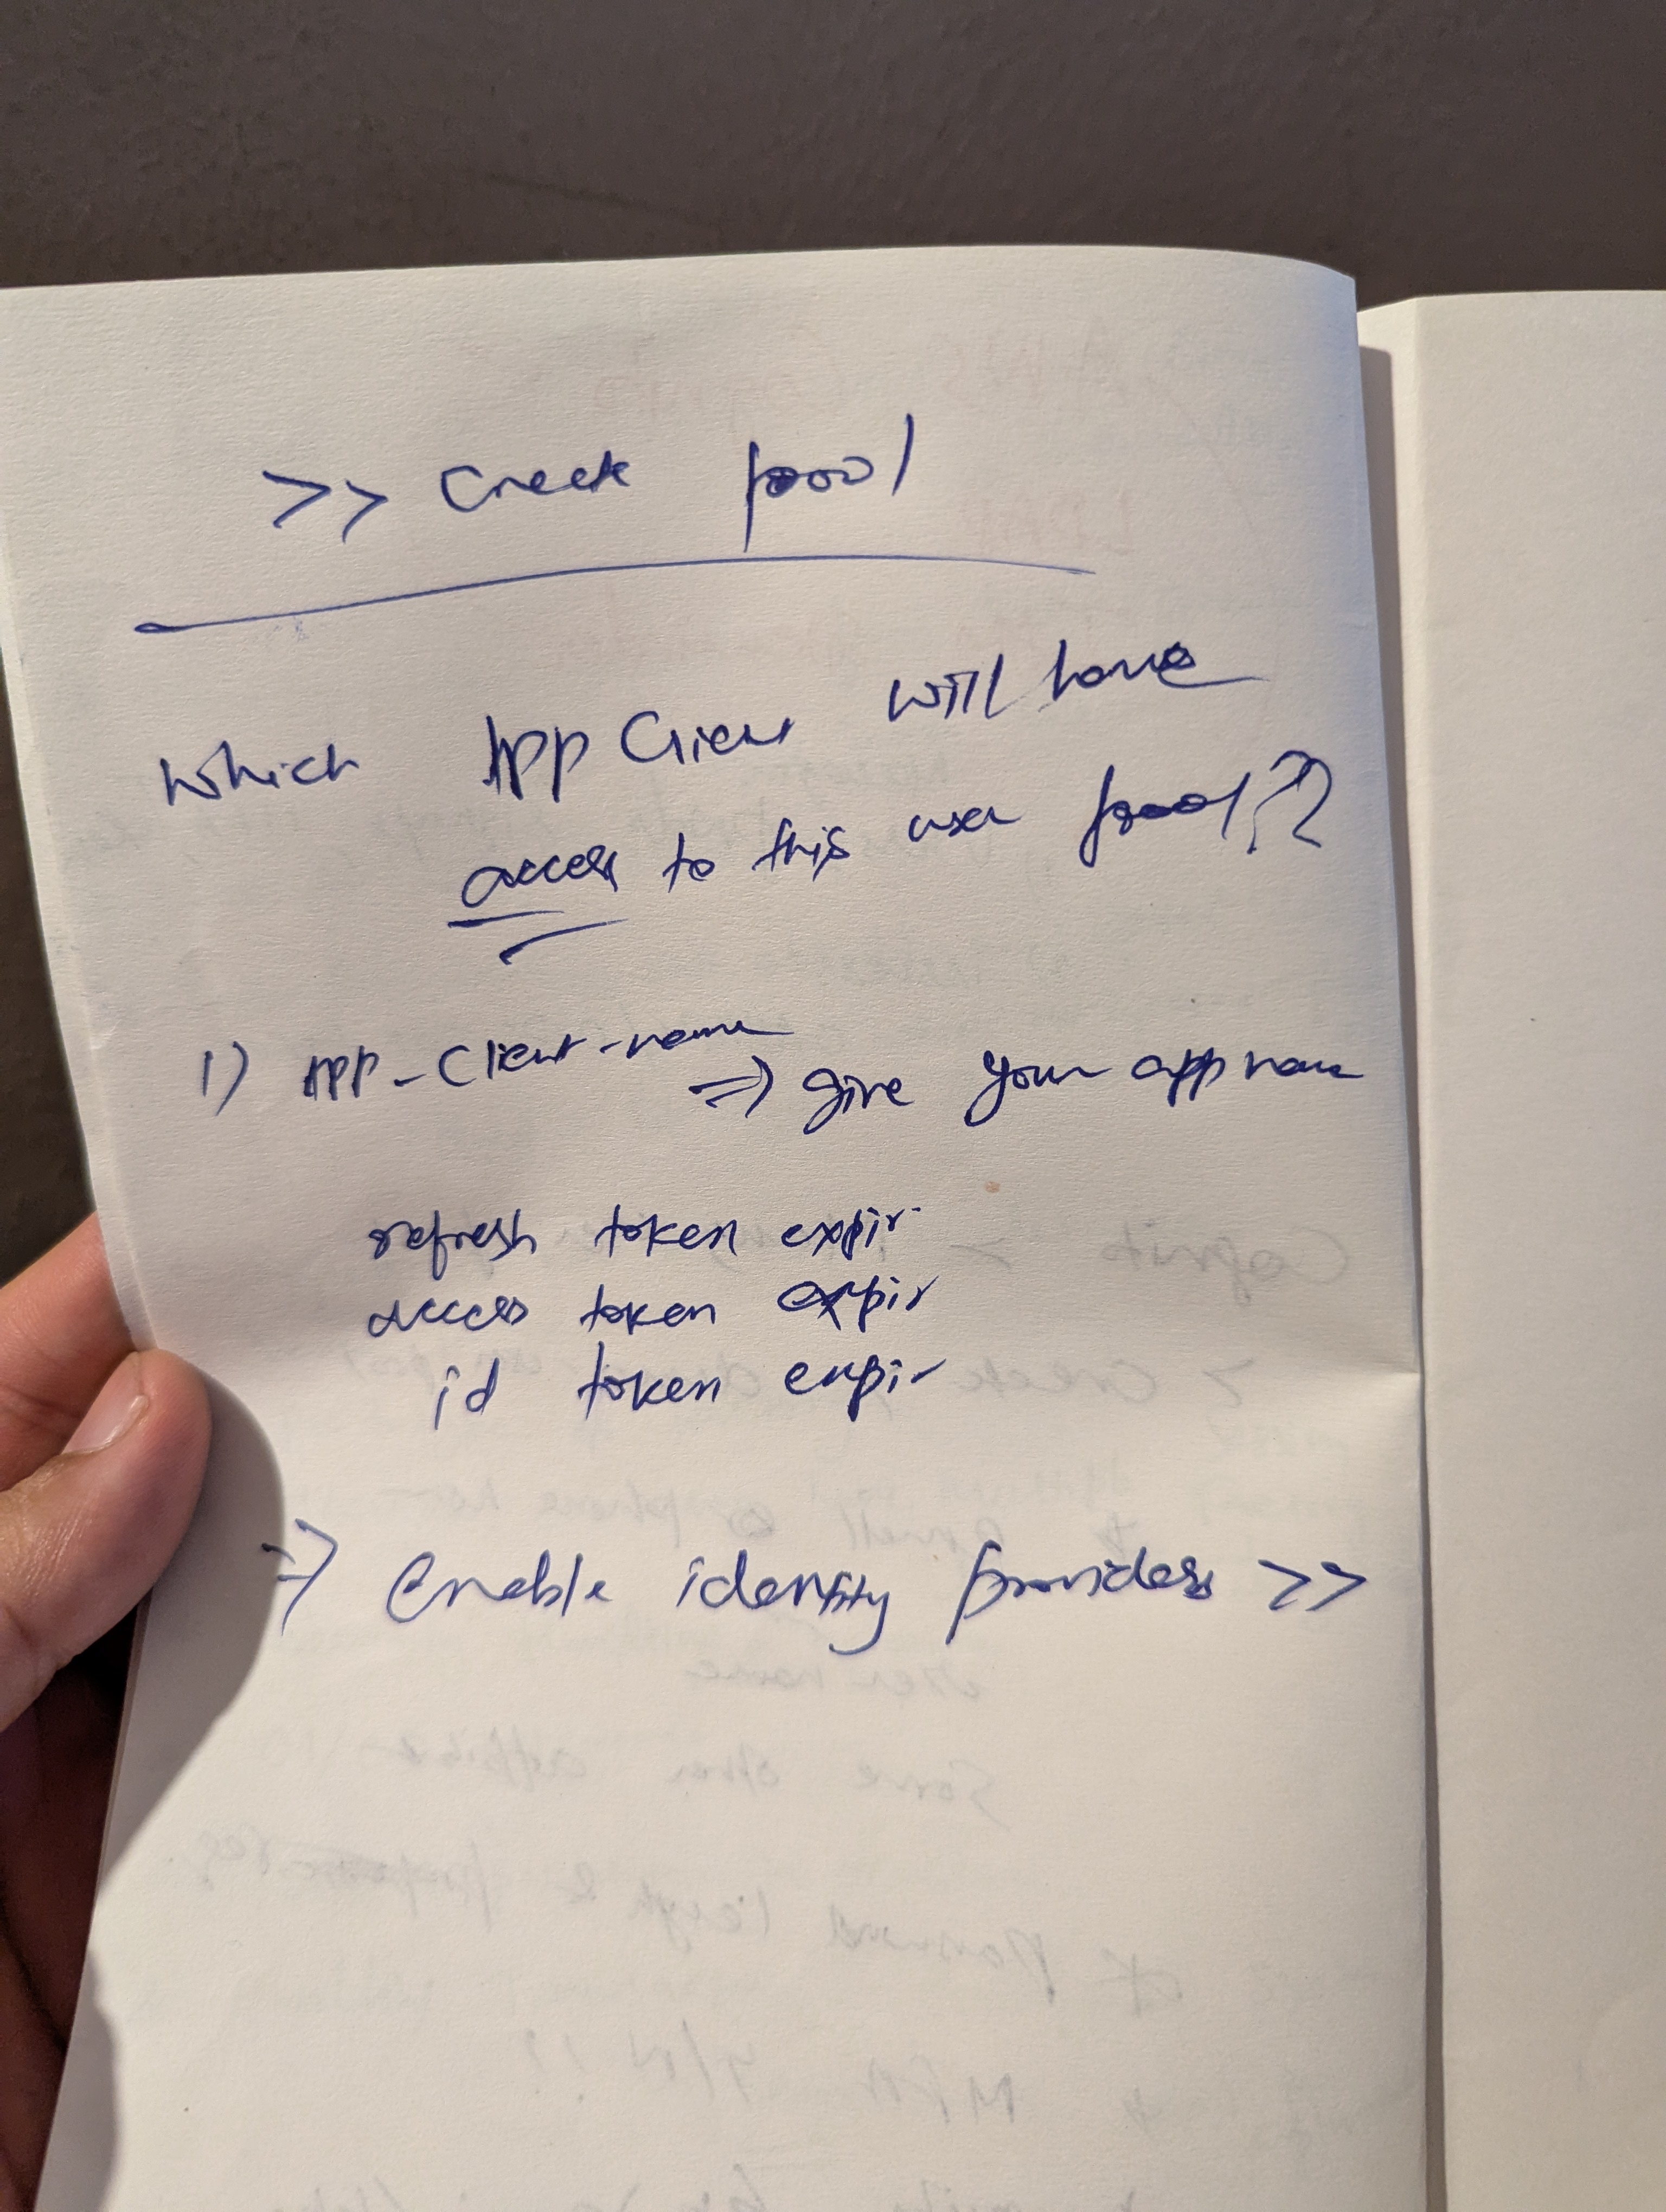 >> Create pool
Which App Client will have
access to this user pool??
1) App-Client-name
=> give your app name
refresh token expir.
access token expir
id token expir
=> Enable identity providers >>